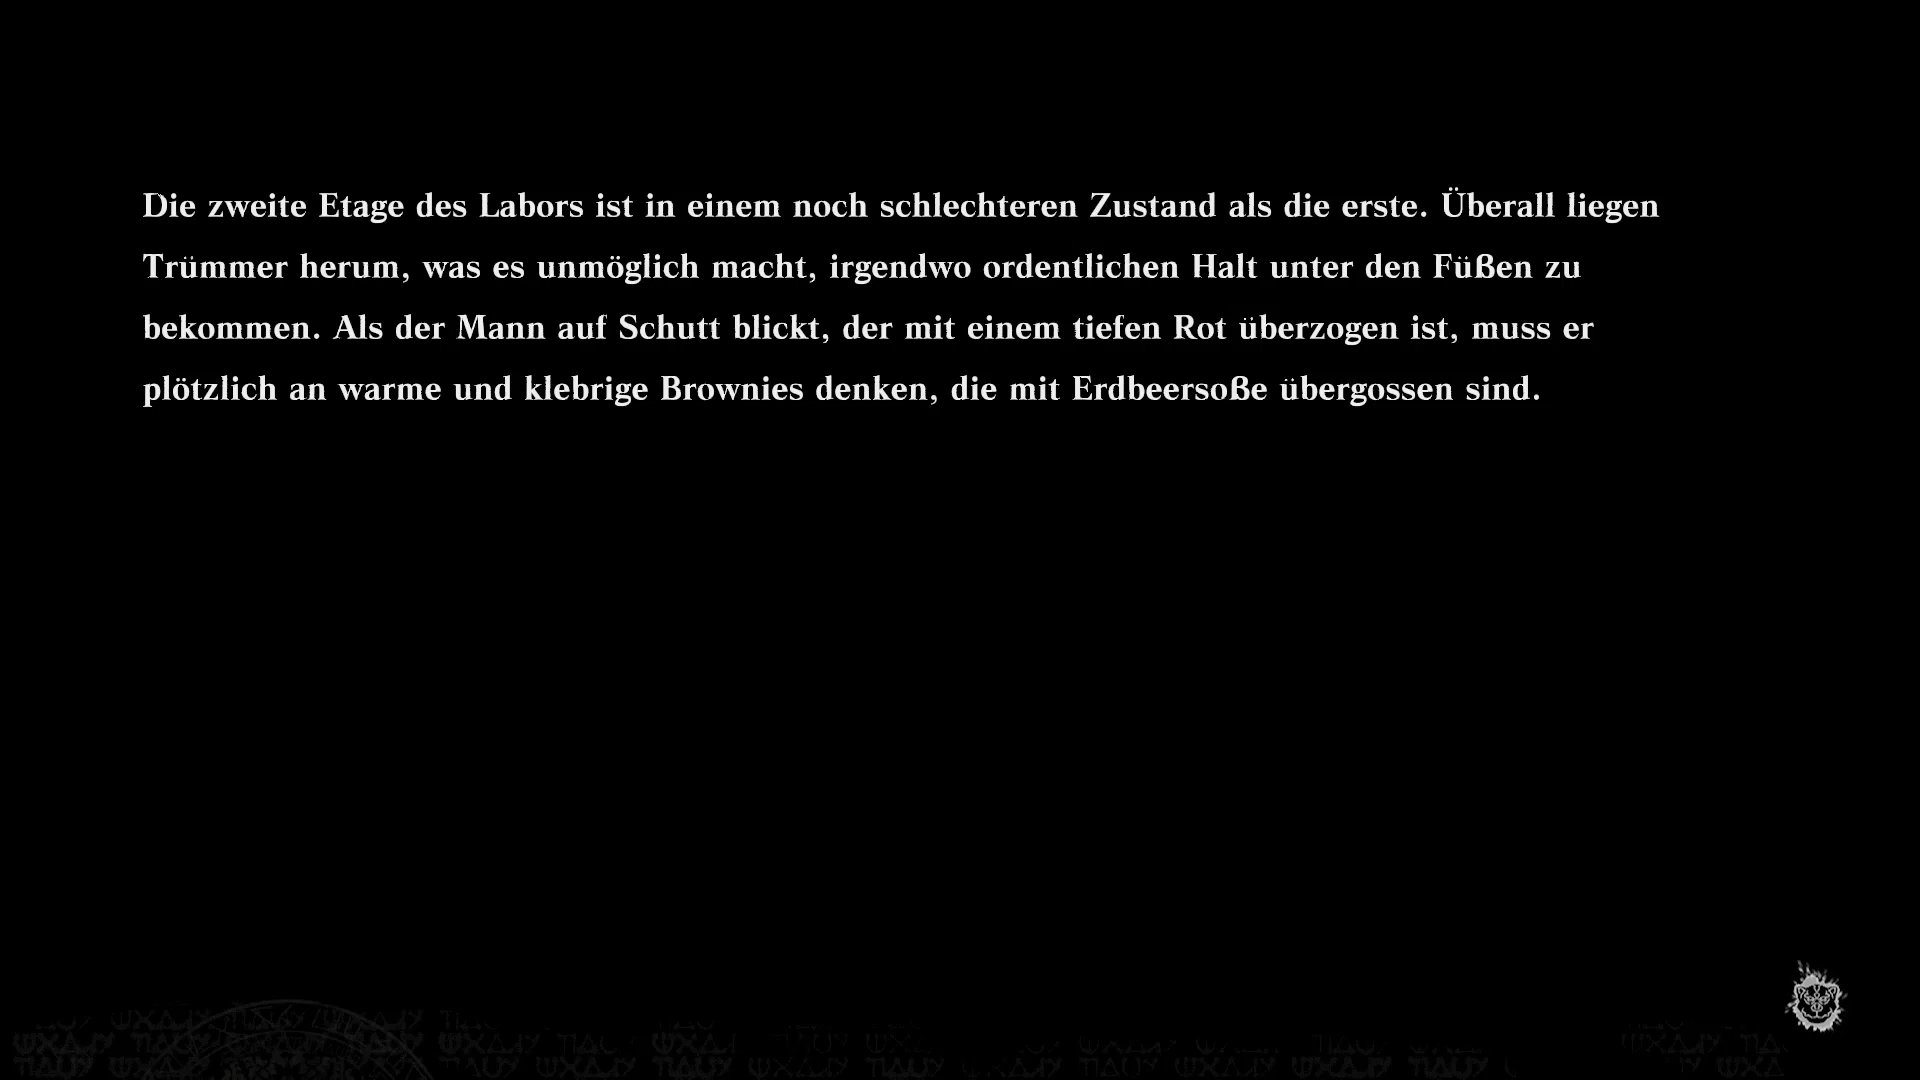 Die zweite Etage des Labors ist in einem noch schlechteren Zustand als die erste. Überall liegen
Trümmer herum, was es unmöglich macht, irgendwo ordentlichen Halt unter den Füßen zu
bekommen. Als der Mann auf Schutt blickt, der mit einem tiefen Rot überzogen ist, muss er
plötzlich an warme und klebrige Brownies denken, die mit Erdbeersoße übergossen sind.